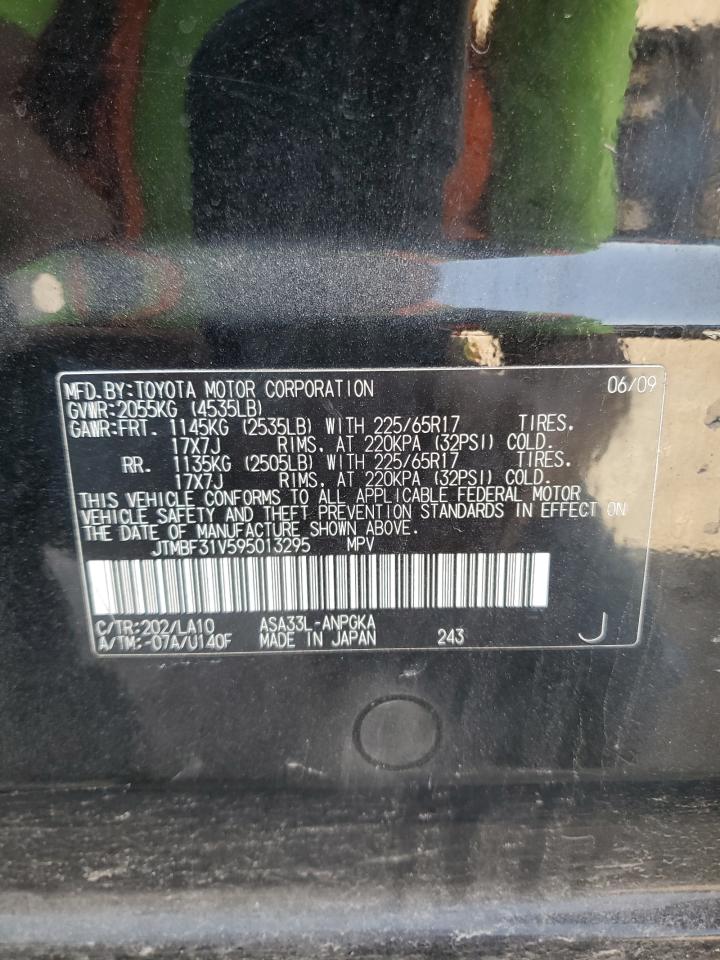 MFD.BY:TOYOTA MOTOR CORPORATION 06/09
GVWR:2055KG (4535LB)
GAWR:FRT. 1145KG (2535LB) WITH 225/65R17 TIRES.
17X7J RIMS, AT 220KPA (32PSI) COLD.
RR. 1135KG (2505LB) WITH 225/65R17 TIRES.
17X7J RIMS, AT 220KPA (32PSI) COLD.
THIS VEHICLE CONFORMS TO ALL APPLICABLE FEDERAL MOTOR
VEHICLE SAFETY AND THEFT PREVENTION STANDARDS IN EFFECT ON
THE DATE OF MANUFACTURE SHOWN ABOVE.
JTMBF31V595013295 MPV
C/TR:202/LA10 ASA33L-ANPGKA
A/TM:-07A/U140F MADE IN JAPAN 243 J